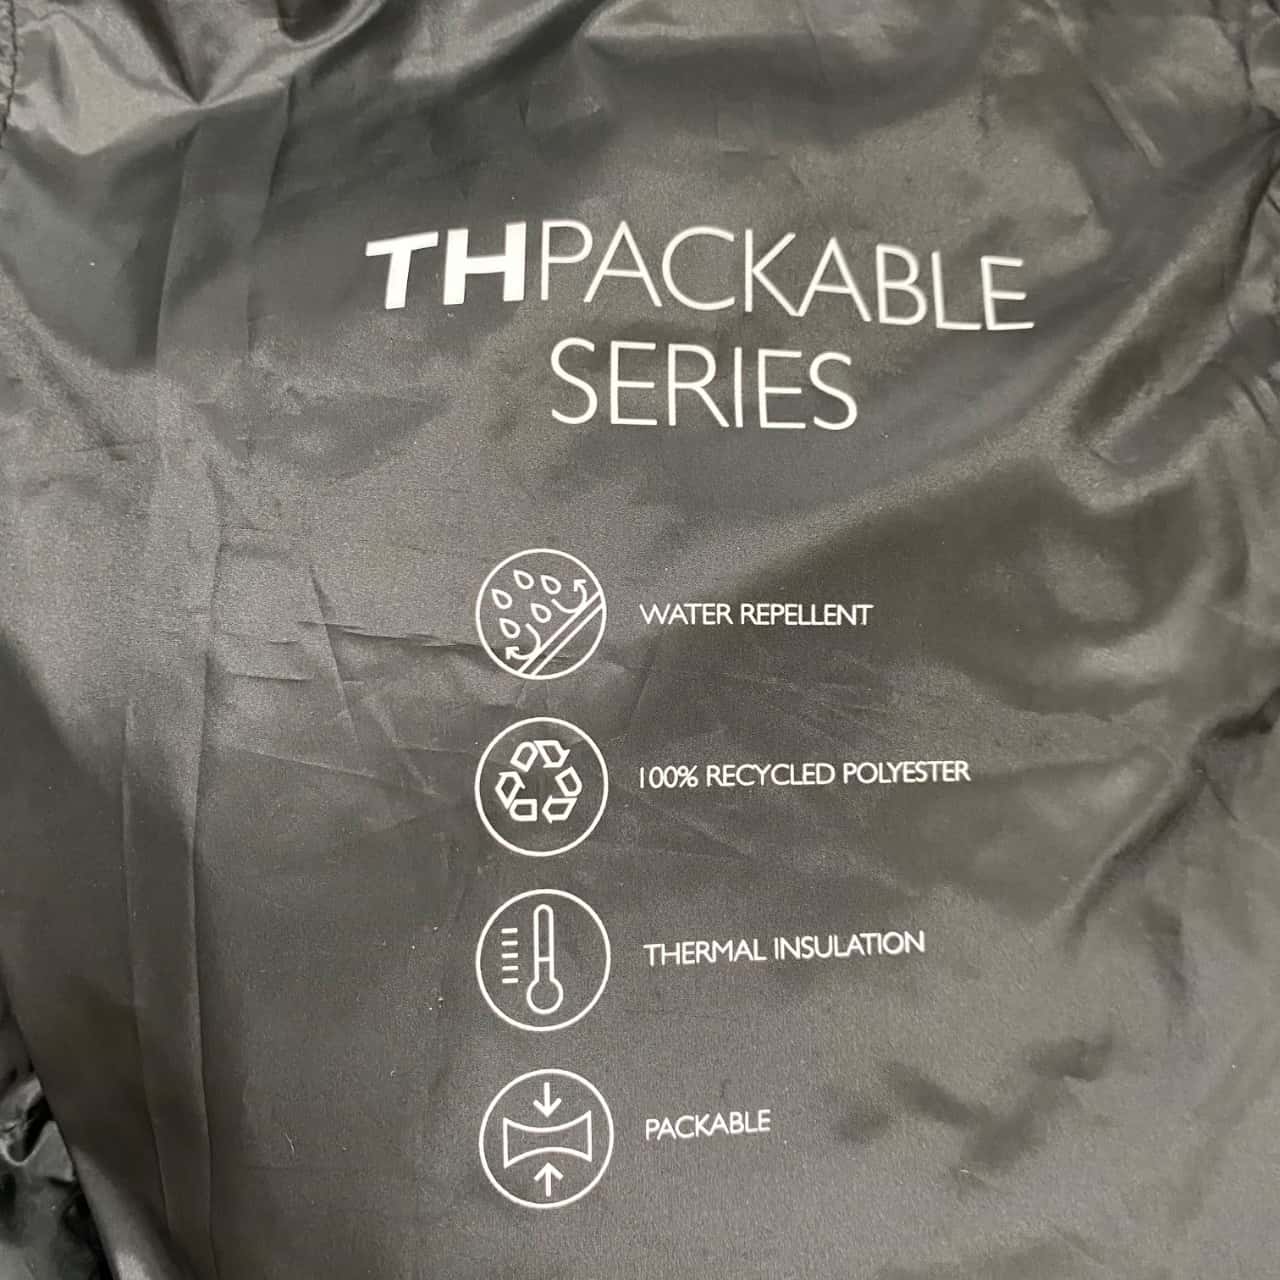 THPACKABLE
SERIES
WATER REPELLENT
100% RECYCLED POLYESTER
THERMAL INSULATION
PACKABLE